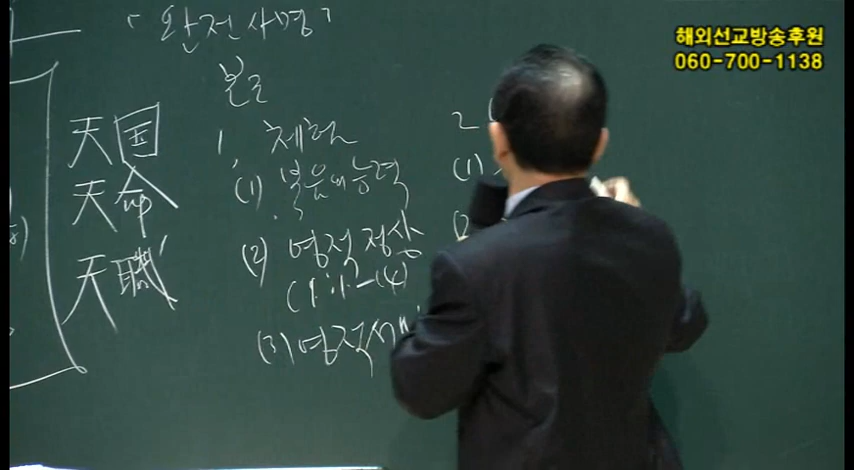 해외선교방송후원
060-700-1138
「완전사명」
본론
天国
天命
天職
1, 체험
(1) 복음의 능력
(2) 영적 정상
(3) 영적세
2
(1)
(2